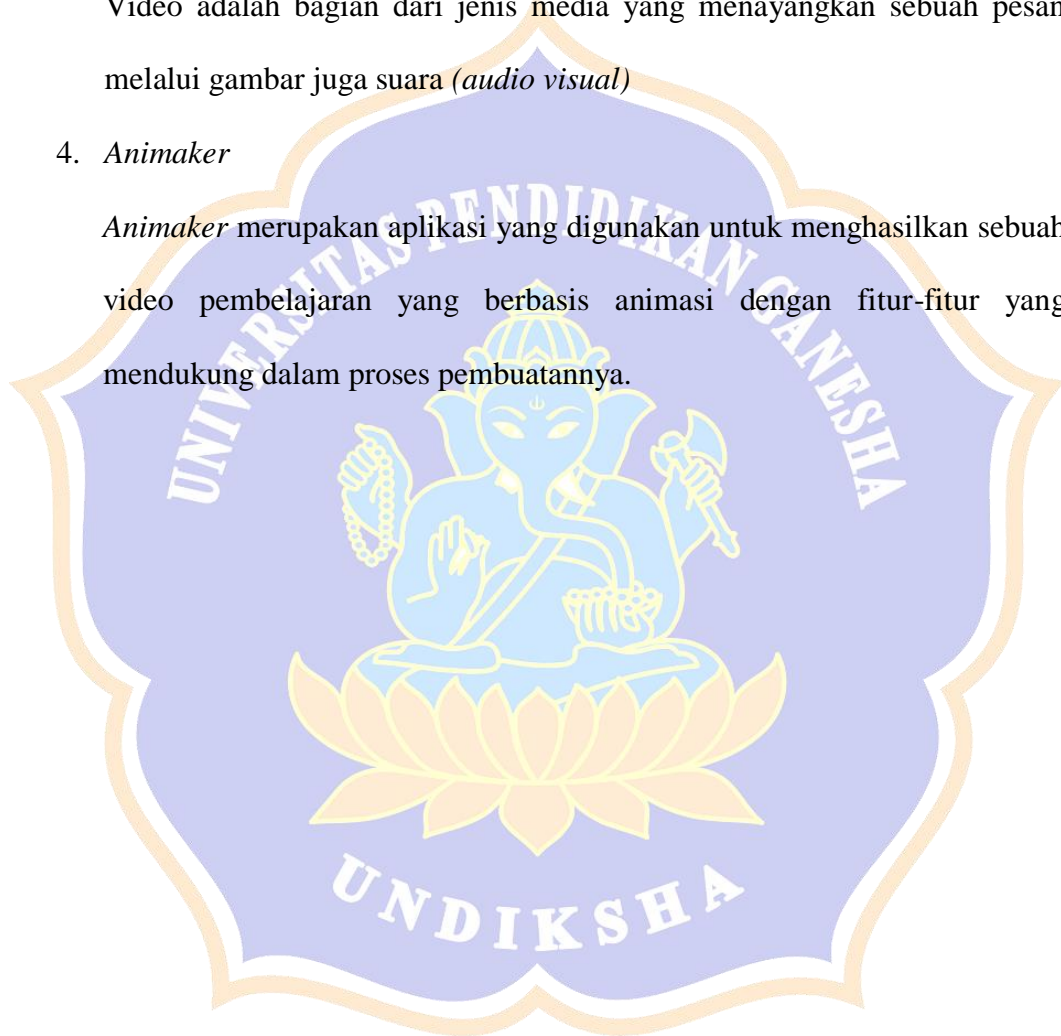 Video adalah bagian dari jenis media yang menayangkan sebuah pesan
melalui gambar juga suara (audio visual)
4. Animaker
Animaker merupakan aplikasi yang digunakan untuk menghasilkan sebuah
video pembelajaran yang berbasis animasi dengan fitur-fitur yang
mendukung dalam proses pembuatannya.
UNIVERSITAS PENDIDIKAN GANESHA
UNDIKSHA